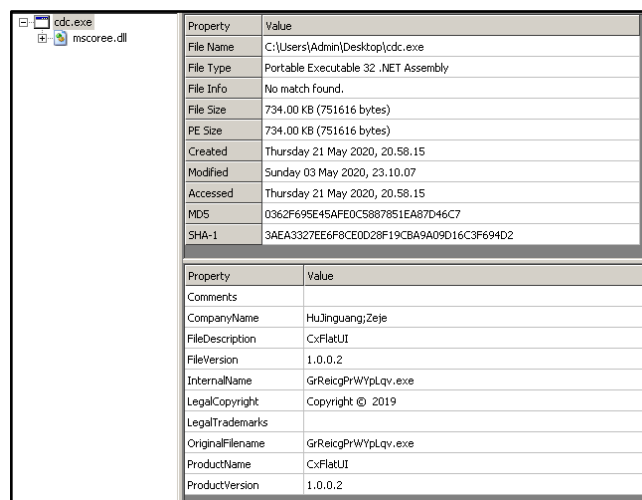 cdc.exe
mscoree.dll
Property Value
File Name C:\Users\Admin\Desktop\cdc.exe
File Type Portable Executable 32 .NET Assembly
File Info No match found.
File Size 734.00 KB (751616 bytes)
PE Size 734.00 KB (751616 bytes)
Created Thursday 21 May 2020, 20.58.15
Modified Sunday 03 May 2020, 23.10.07
Accessed Thursday 21 May 2020, 20.58.15
MD5 0362F695E45AFE0C5887851EA87D46C7
SHA-1 3AEA3327EE6F8CE0D28F19CBA9A09D16C3F694D2
Property Value
Comments
CompanyName HuJinguang;Zeje
FileDescription CxFlatUI
FileVersion 1.0.0.2
InternalName GrReicgPrWYpLqv.exe
LegalCopyright Copyright © 2019
LegalTrademarks
OriginalFilename GrReicgPrWYpLqv.exe
ProductName CxFlatUI
ProductVersion 1.0.0.2